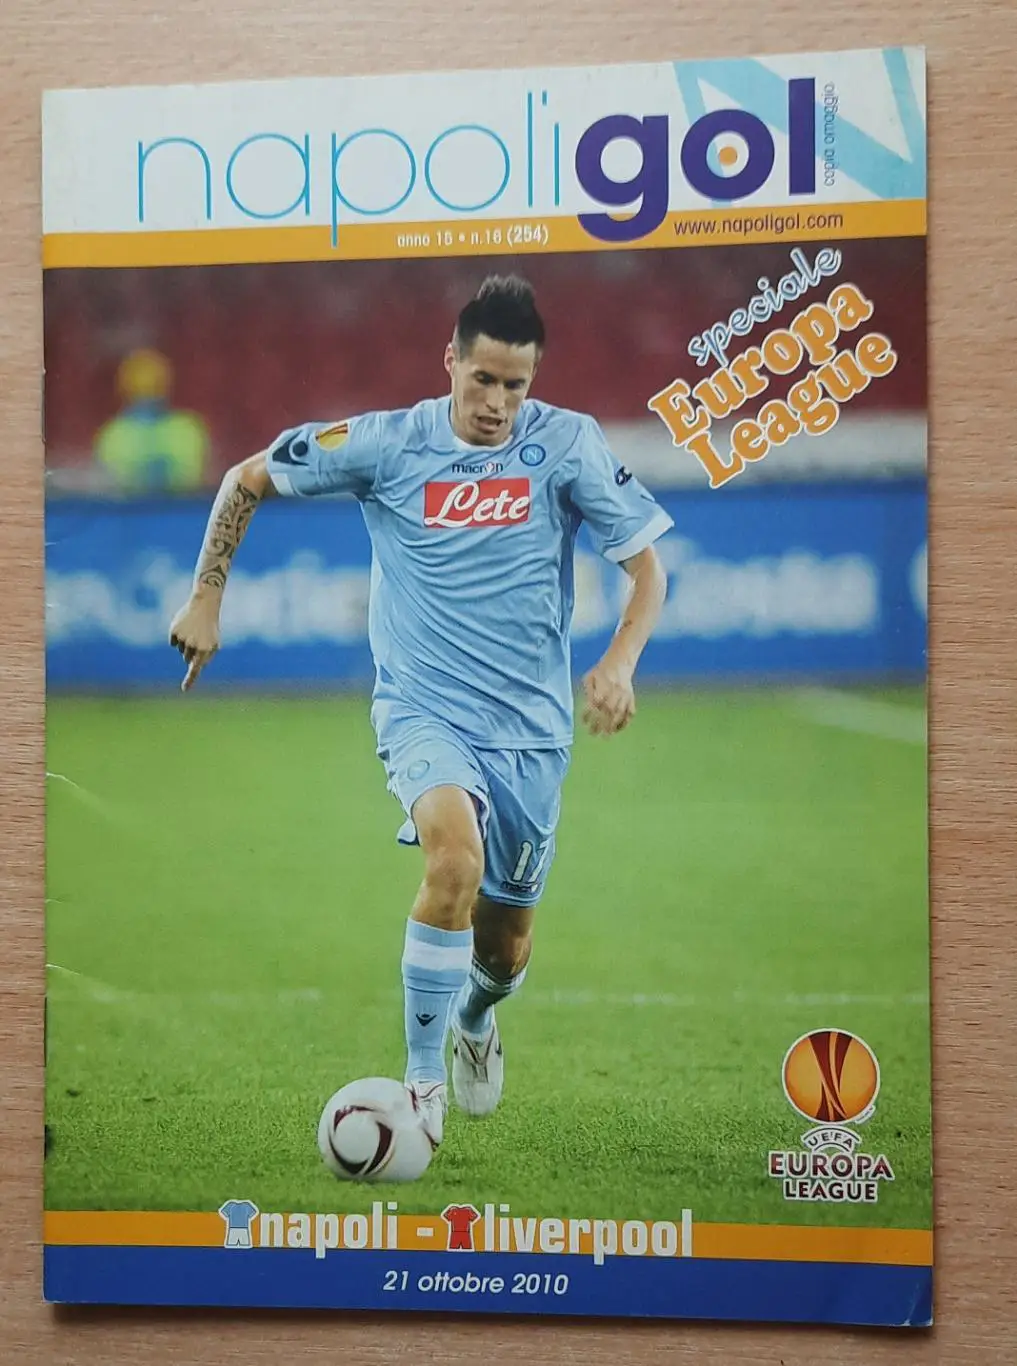 napoligol
copia omaggio
anno 15 • n.16 (254)
www.napoligol.com
speciale
Europa
League
macron
N
Lete
17
macron
UEFA
EUROPA
LEAGUE
napoli - liverpool
21 ottobre 2010